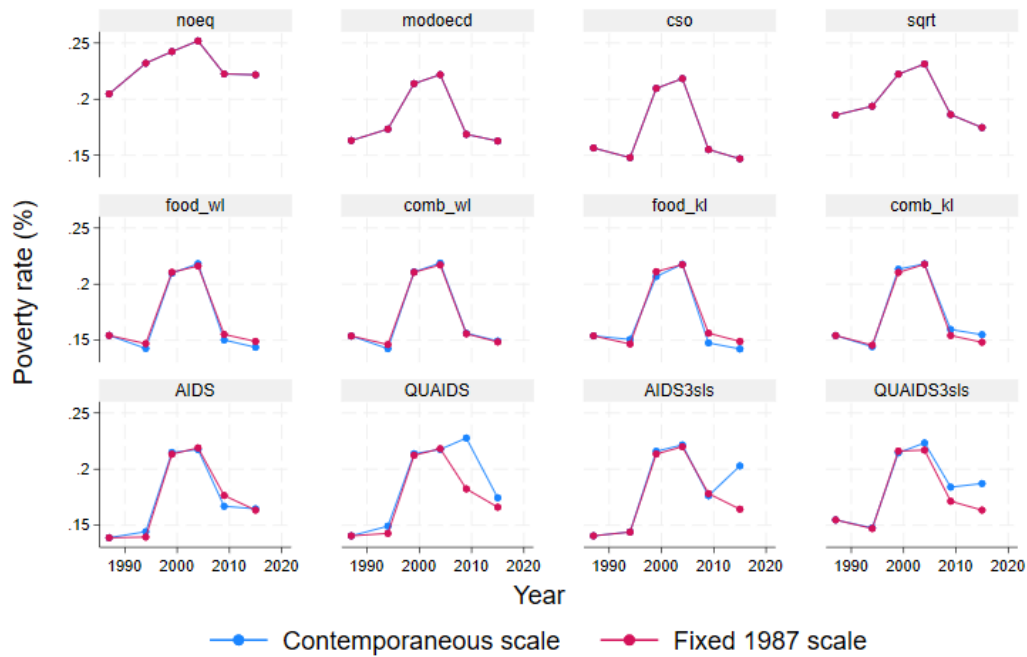 noeq modoecd cso sqrt
.25
.2
.15
food_wl comb_wl food_kl comb_kl
.25
.2
.15
AIDS QUAIDS AIDS3sls QUAIDS3sls
.25
.2
.15
1990 2000 2010 2020 1990 2000 2010 2020 1990 2000 2010 2020 1990 2000 2010 2020
Poverty rate (%)
Year
Contemporaneous scale Fixed 1987 scale